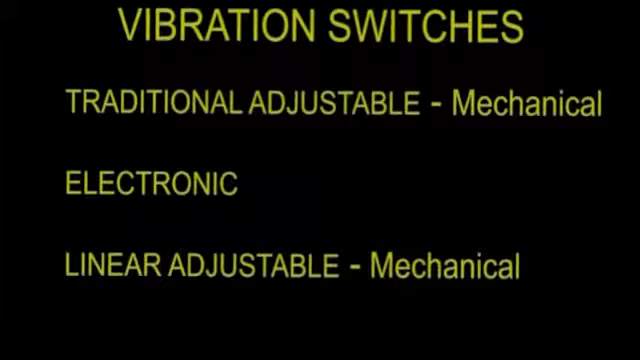 VIBRATION SWITCHES
TRADITIONAL ADJUSTABLE - Mechanical
ELECTRONIC
LINEAR ADJUSTABLE - Mechanical